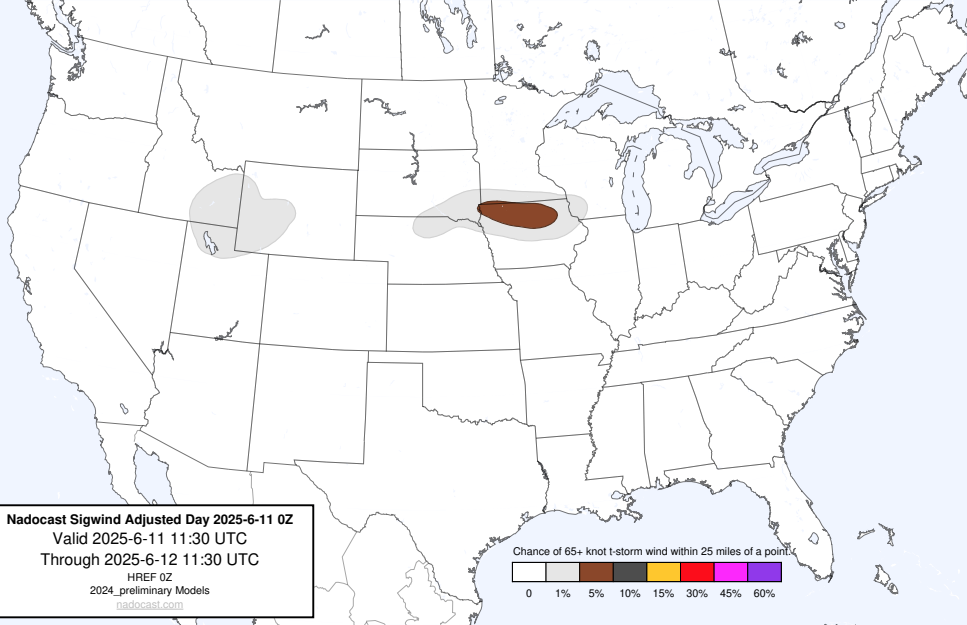 Nadocast Sigwind Adjusted Day 2025-6-11 0Z
Valid 2025-6-11 11:30 UTC
Through 2025-6-12 11:30 UTC
HREF 0Z
2024_preliminary Models
nadocast.com
Chance of 65+ knot t-storm wind within 25 miles of a point.
0 1% 5% 10% 15% 30% 45% 60%